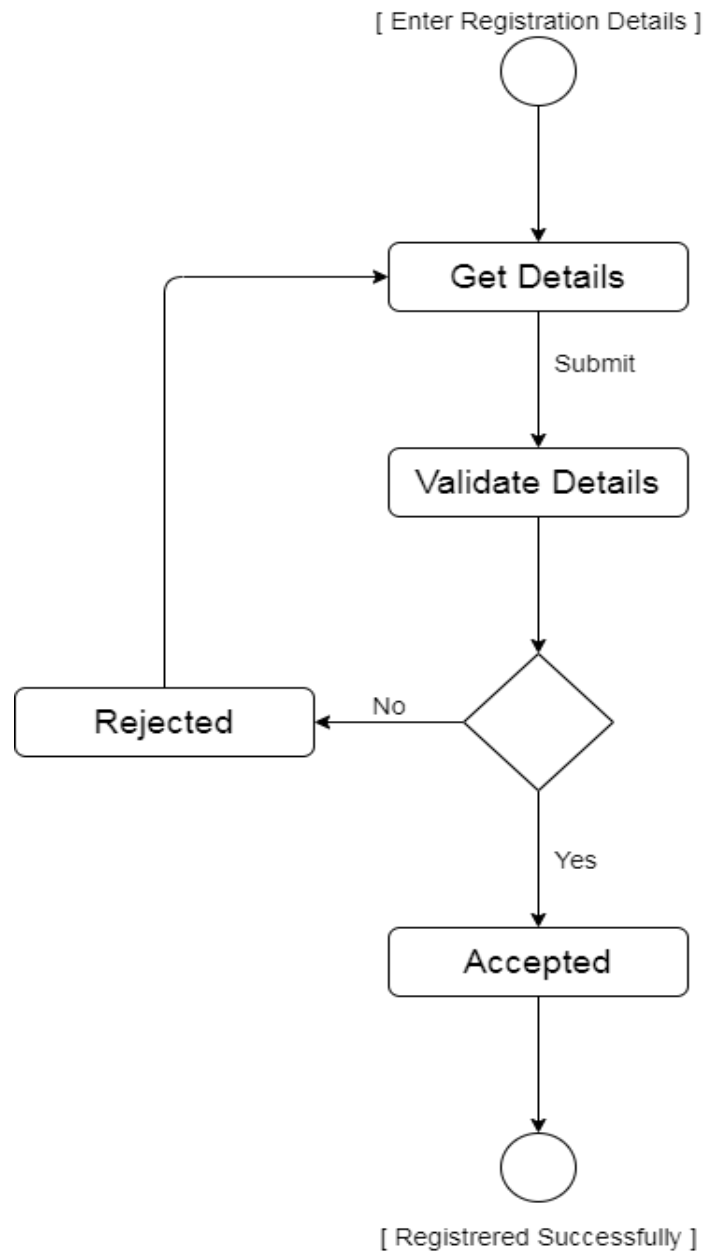 [ Enter Registration Details ]
Get Details
Submit
Validate Details
No
Rejected
Yes
Accepted
[ Registrered Successfully ]